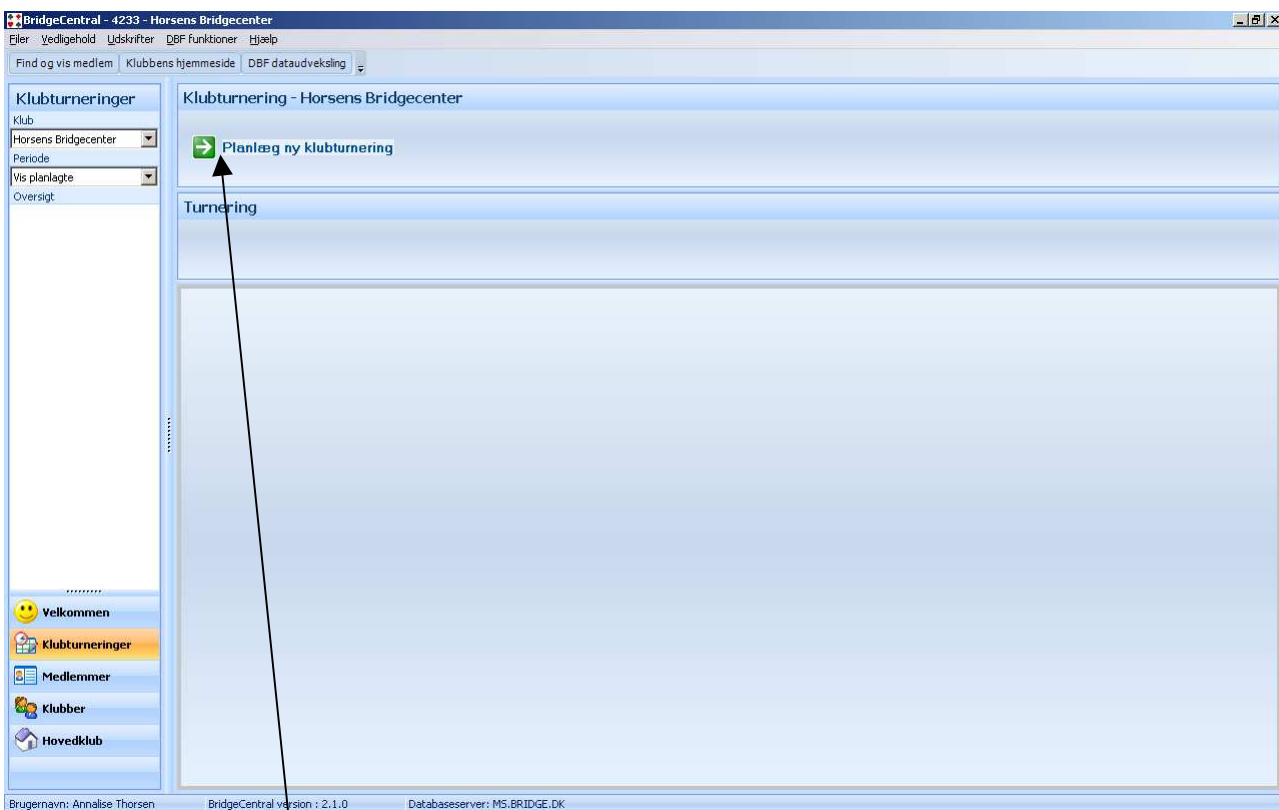 BridgeCentral - 4233 - Horsens Bridgecenter
Filer Vedligehold Udskrifter DBF funktioner Hjælp
Find og vis medlem Klubbens hjemmeside DBF dataudveksling
Klubturneringer
Klub
Horsens Bridgecenter
Periode
Vis planlagte
Oversigt
Klubturnering - Horsens Bridgecenter
Planlæg ny klubturnering
Turnering
Velkommen
Klubturneringer
Medlemmer
Klubber
Hovedklub
Brugernavn: Annalise Thorsen BridgeCentral version : 2.1.0 Databaseserver: MS.BRIDGE.DK